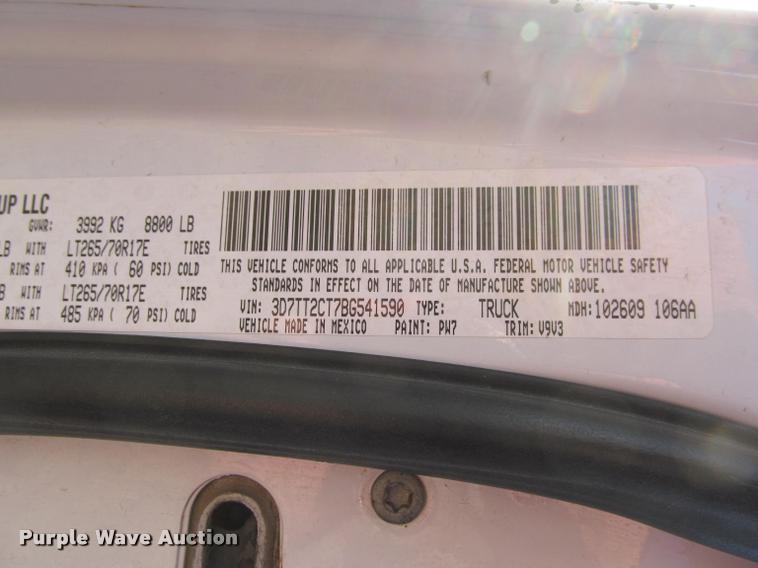 UP LLC
GVWR: 3992 KG 8800 LB
LB WITH LT265/70R17E TIRES
RIMS AT 410 KPA ( 60 PSI) COLD
B WITH LT265/70R17E TIRES
RIMS AT 485 KPA ( 70 PSI) COLD
THIS VEHICLE CONFORMS TO ALL APPLICABLE U.S.A. FEDERAL MOTOR VEHICLE SAFETY
STANDARDS IN EFFECT ON THE DATE OF MANUFACTURE SHOWN ABOVE.
VIN: 3D7TT2CT7BG541590 TYPE: TRUCK MDH: 102609 106AA
VEHICLE MADE IN MEXICO PAINT: PW7 TRIM: V9V3
Purple Wave Auction